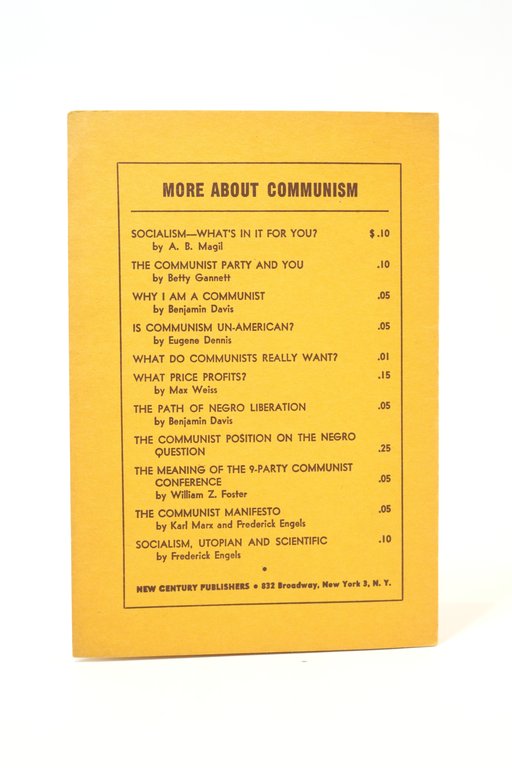 MORE ABOUT COMMUNISM
SOCIALISM—WHAT'S IN IT FOR YOU? $.10
by A. B. Magil
THE COMMUNIST PARTY AND YOU .10
by Betty Gannett
WHY I AM A COMMUNIST .05
by Benjamin Davis
IS COMMUNISM UN-AMERICAN? .05
by Eugene Dennis
WHAT DO COMMUNISTS REALLY WANT? .01
WHAT PRICE PROFITS? .15
by Max Weiss
THE PATH OF NEGRO LIBERATION .05
by Benjamin Davis
THE COMMUNIST POSITION ON THE NEGRO
QUESTION .25
THE MEANING OF THE 9-PARTY COMMUNIST
CONFERENCE .05
by William Z. Foster
THE COMMUNIST MANIFESTO .05
by Karl Marx and Frederick Engels
SOCIALISM, UTOPIAN AND SCIENTIFIC .10
by Frederick Engels
•
NEW CENTURY PUBLISHERS • 832 Broadway, New York 3, N. Y.